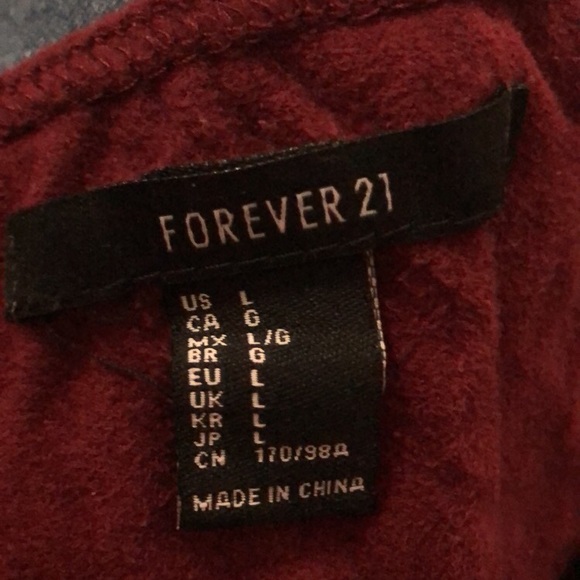 FOREVER 21
US L
CA G
MX L/G
BR G
EU L
UK L
KR L
JP L
CN 170/98A
MADE IN CHINA